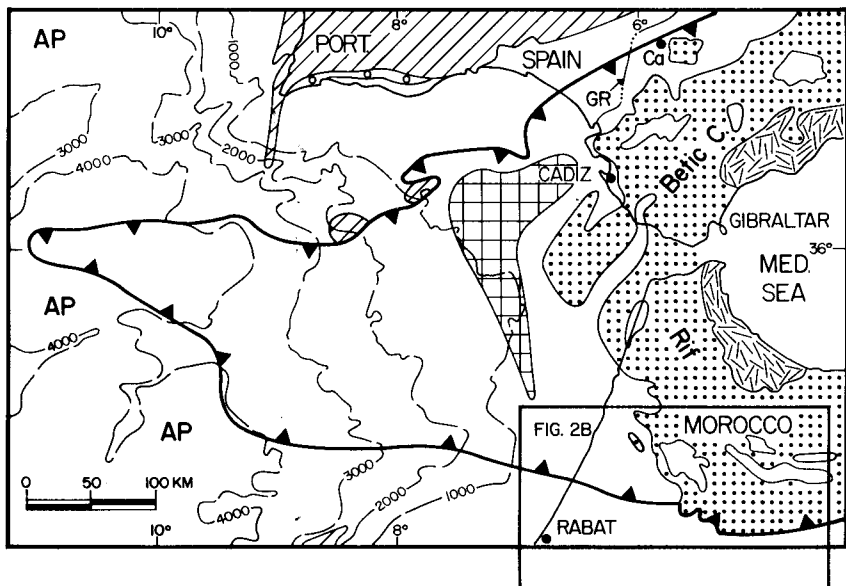 AP
10°
8°
6°
PORT.
SPAIN
Ca
GR
1000
3000
2000
3000
4000
CADIZ
Betic C.
GIBRALTAR
36°
MED.
SEA
AP
4000
Rif
AP
FIG. 2B
MOROCCO
0 50 100 KM
3000
2000
1000
4000
10°
8°
RABAT